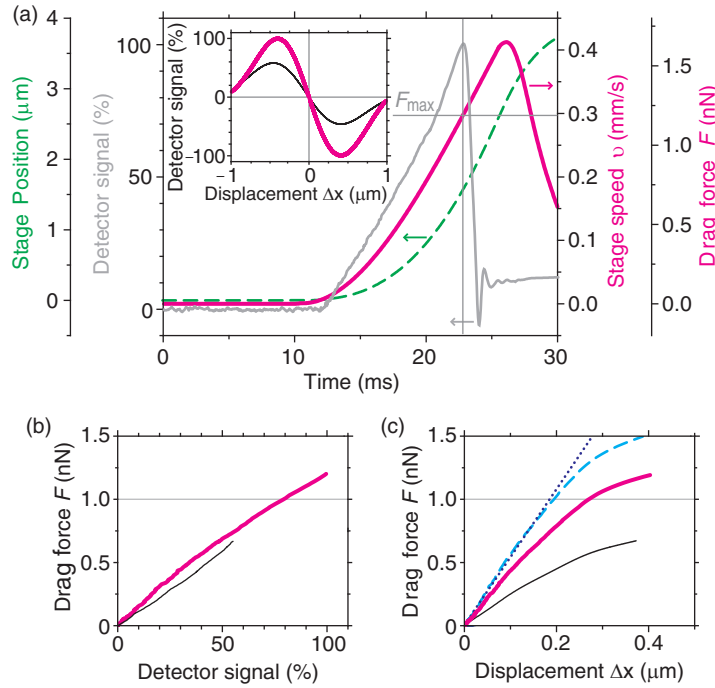 (a)
Stage Position (μm)
4
3
2
1
0
Detector signal (%)
100
50
0
Detector signal (%)
100
0
−100
−1
0
1
Displacement Δx (μm)
Fmax
Stage speed υ (mm/s)
0.4
0.3
0.2
0.1
0.0
Drag force F (nN)
1.5
1.0
0.5
0.0
0
10
20
30
Time (ms)
(b)
Drag force F (nN)
1.5
1.0
0.5
0.0
0
50
100
Detector signal (%)
(c)
Drag force F (nN)
1.5
1.0
0.5
0.0
0.0
0.2
0.4
Displacement Δx (μm)